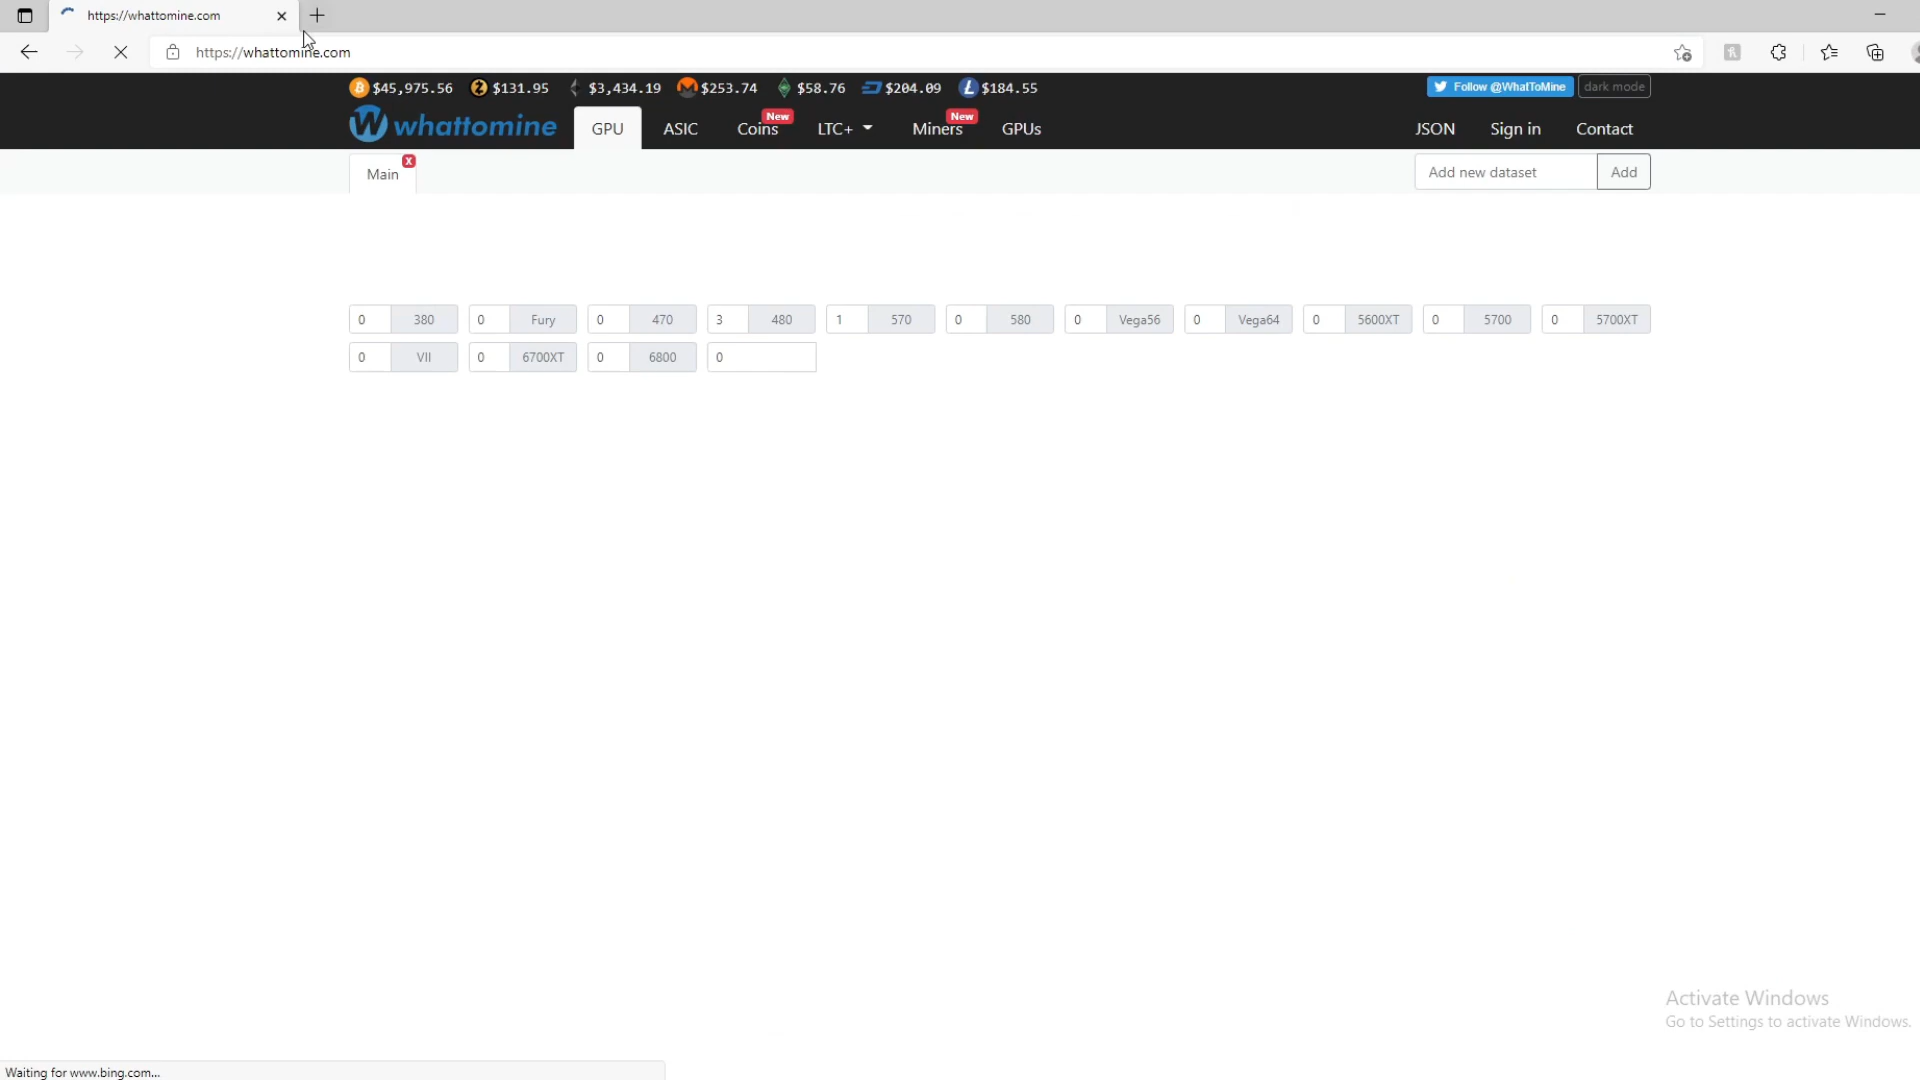 https://whattomine.com
https://whattomine.com
$45,975.56 $131.95 $3,434.19 $253.74 $58.76 $204.09 $184.55 Follow @WhatToMine dark mode
whattomine GPU ASIC Coins New LTC+ Miners New GPUs JSON Sign in Contact
Main x Add new dataset Add
0 380 0 Fury 0 470 3 480 1 570 0 580 0 Vega56 0 Vega64 0 5600XT 0 5700 0 5700XT
0 VII 0 6700XT 0 6800 0
Activate Windows
Go to Settings to activate Windows.
Waiting for www.bing.com...